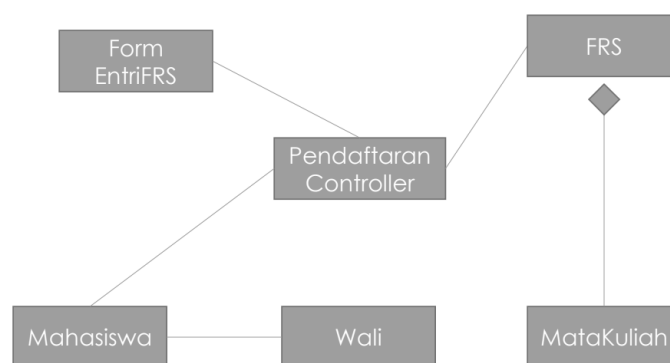 Form
EntriFRS
FRS
Pendaftaran
Controller
Mahasiswa
Wali
MataKuliah